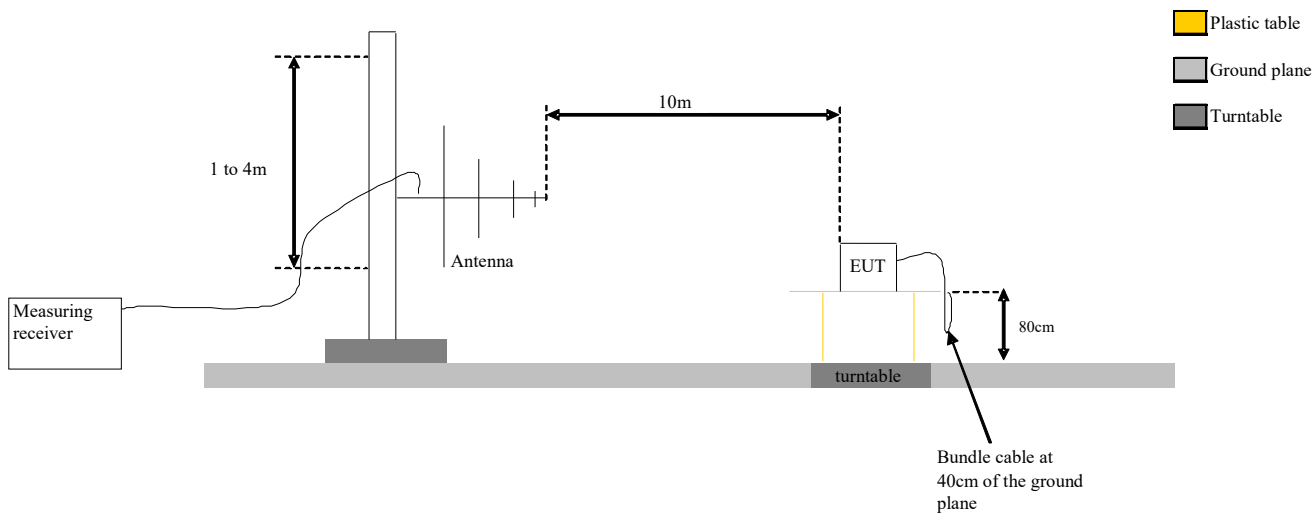 Plastic table
Ground plane
Turntable
10m
1 to 4m
Antenna
EUT
Measuring
receiver
80cm
turntable
Bundle cable at
40cm of the ground
plane